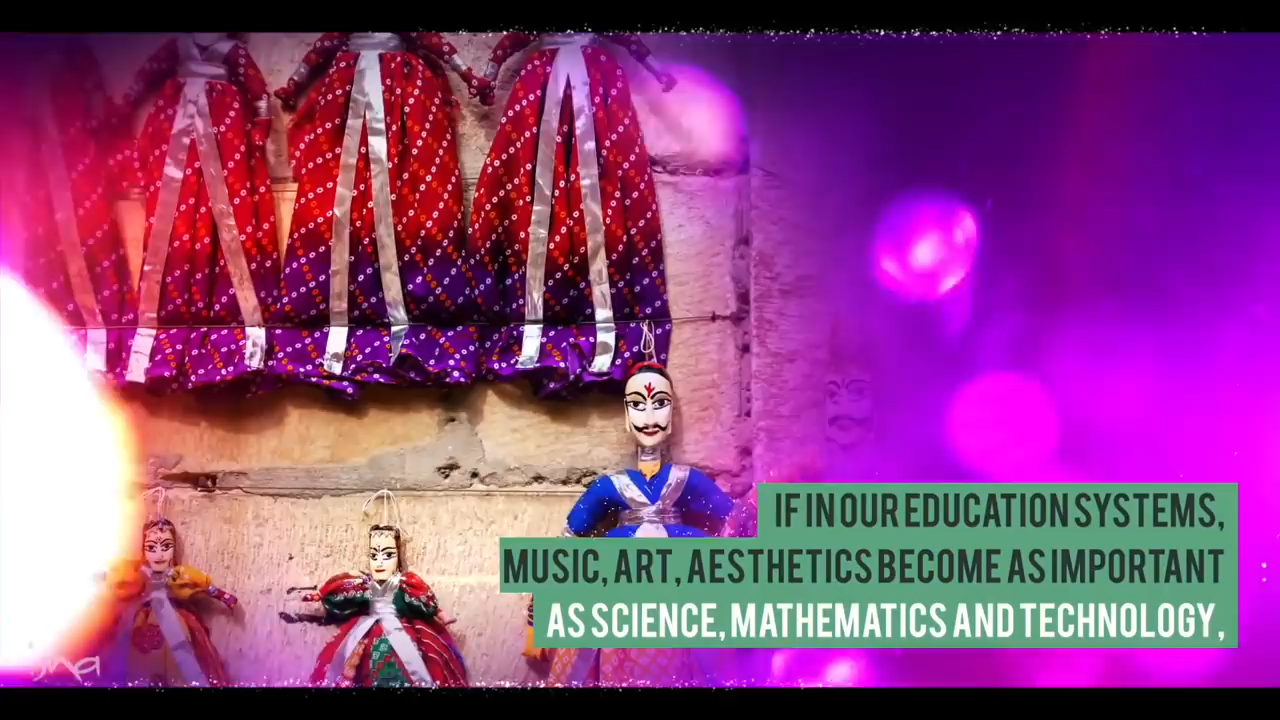 IF IN OUR EDUCATION SYSTEMS,
MUSIC, ART, AESTHETICS BECOME AS IMPORTANT
AS SCIENCE, MATHEMATICS AND TECHNOLOGY,